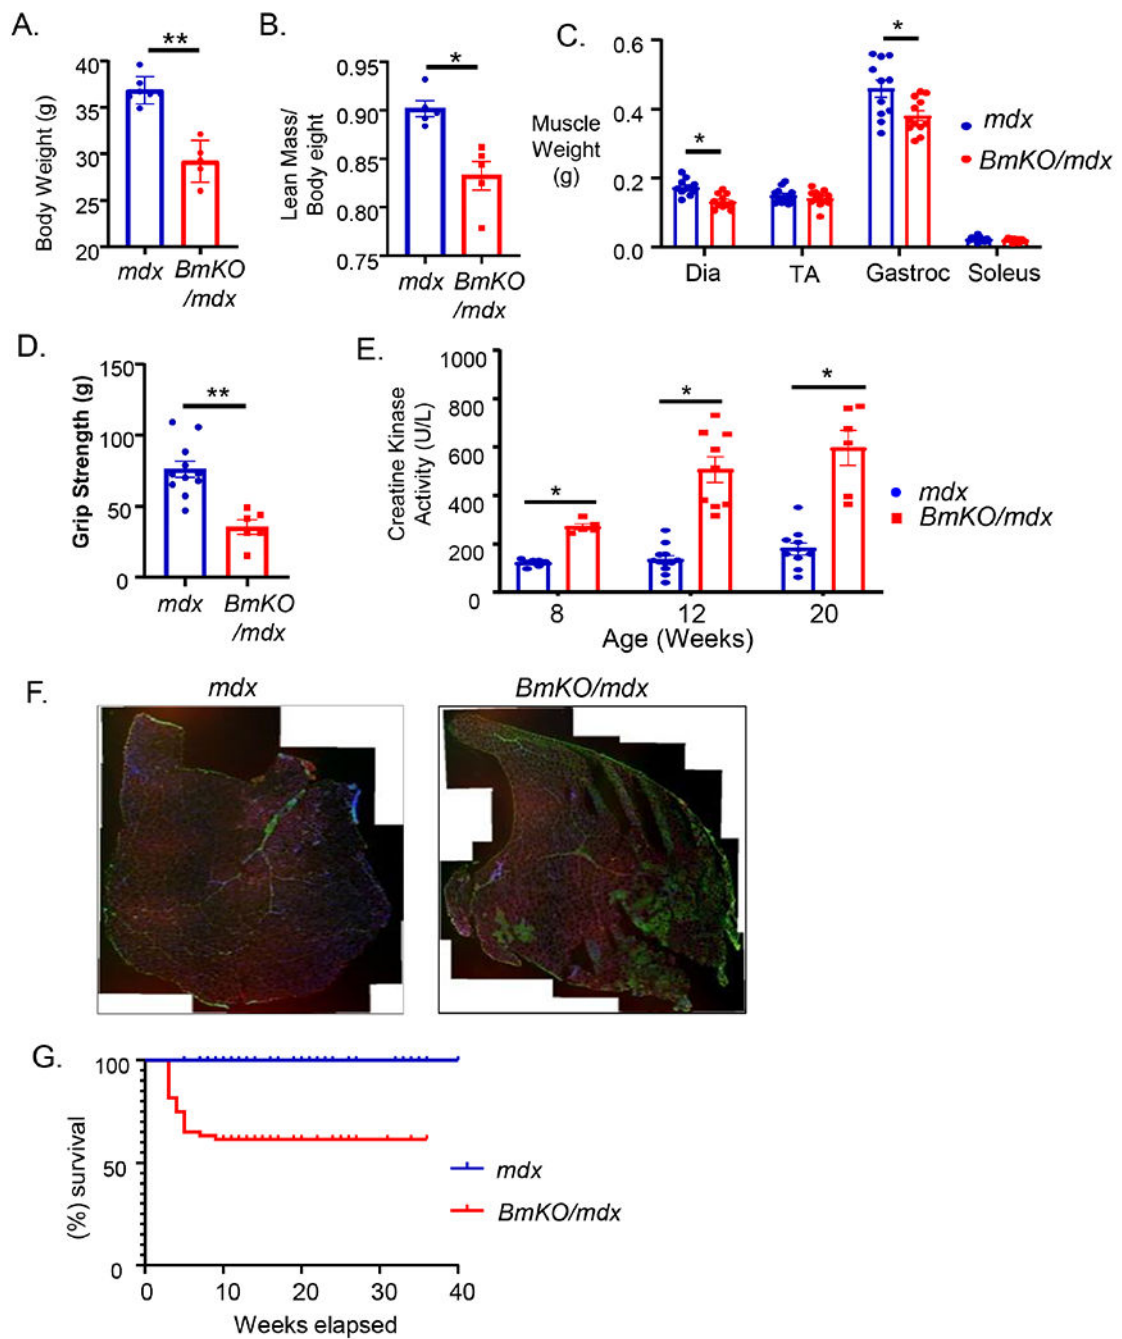 A.
**
Body Weight (g)
40
35
30
25
20
mdx
BmKO
/mdx
B.
*
Lean Mass/
Body eight
0.95
0.90
0.85
0.80
0.75
mdx
BmKO
/mdx
C.
*
*
Muscle
Weight
(g)
0.6
0.4
0.2
0.0
Dia
TA
Gastroc
Soleus
mdx
BmKO/mdx
D.
**
Grip Strength (g)
150
100
50
0
mdx
BmKO
/mdx
E.
*
*
*
Creatine Kinase
Activity (U/L)
1000
800
600
400
200
0
8
12
20
Age (Weeks)
mdx
BmKO/mdx
F.
mdx
BmKO/mdx
G.
(%) survival
100
50
0
0
10
20
30
40
Weeks elapsed
mdx
BmKO/mdx